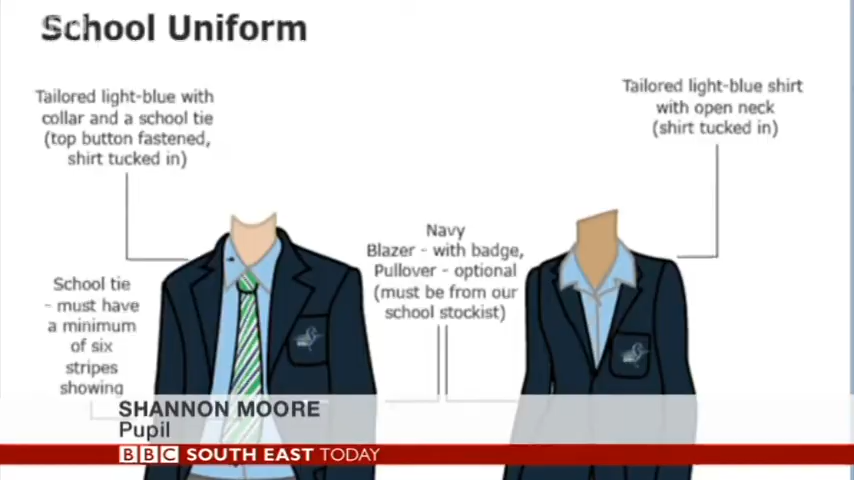 School Uniform
Tailored light-blue with
collar and a school tie
(top button fastened,
shirt tucked in)
Tailored light-blue shirt
with open neck
(shirt tucked in)
Navy
Blazer - with badge,
Pullover - optional
(must be from our
school stockist)
School tie
- must have
a minimum
of six
stripes
showing
SHANNON MOORE
Pupil
BBC SOUTH EAST TODAY